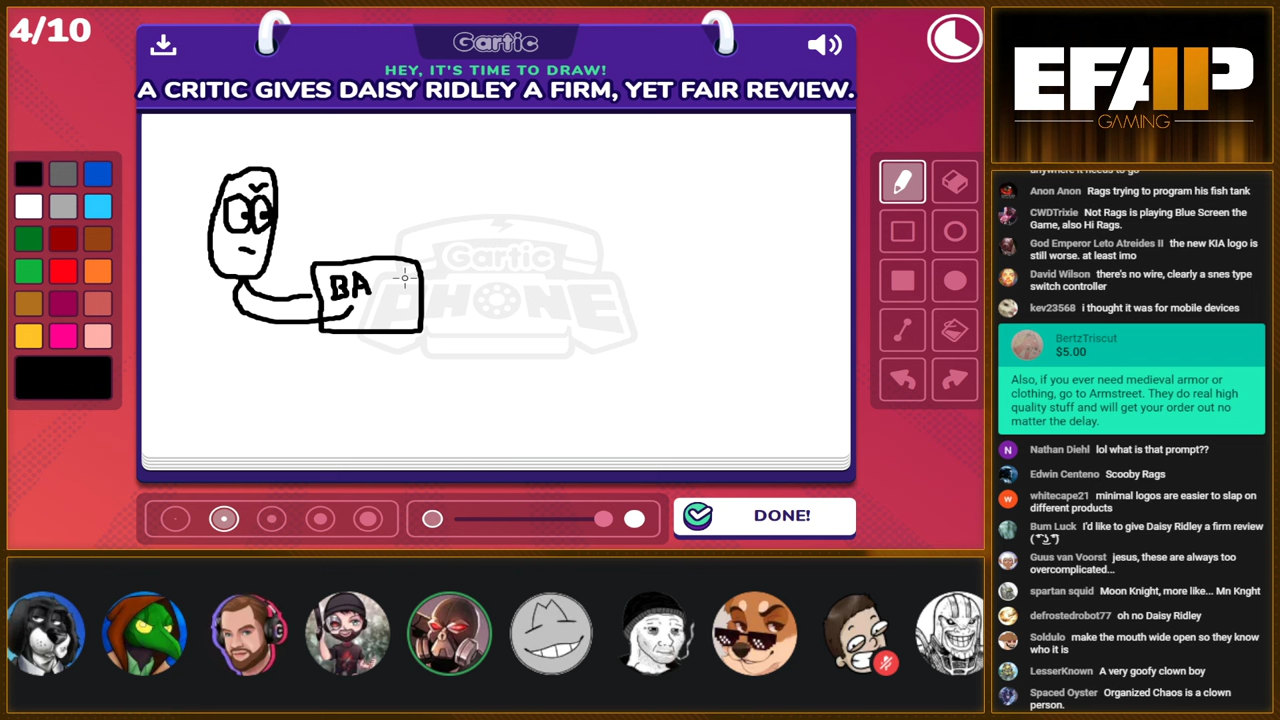 4/10
Gartic
HEY, IT'S TIME TO DRAW!
A CRITIC GIVES DAISY RIDLEY A FIRM, YET FAIR REVIEW.
BA
Gartic
PHONE
DONE!
EFAP
GAMING
anywhere it needs to go
Anon Anon Rags trying to program his fish tank
CWDTrixie Not Rags is playing Blue Screen the
Game, also Hi Rags.
God Emperor Leto Atreides II the new KIA logo is
still worse. at least imo
David Wilson there's no wire, clearly a snes type
switch controller
kev23568 i thought it was for mobile devices
BertzTriscut
$5.00
Also, if you ever need medieval armor or
clothing, go to Armstreet. They do real high
quality stuff and will get your order out no
matter the delay.
N
Nathan Diehl lol what is that prompt??
Edwin Centeno Scooby Rags
W
whitecape21 minimal logos are easier to slap on
different products
Bum Luck I'd like to give Daisy Ridley a firm review
( ͡° ͜ʖ ͡°)
Guus van Voorst jesus, these are always too
overcomplicated...
spartan squid Moon Knight, more like... Mn Knght
defrostedrobot77 oh no Daisy Ridley
Soldulo make the mouth wide open so they know
who it is
LesserKnown A very goofy clown boy
Spaced Oyster Organized Chaos is a clown
person.